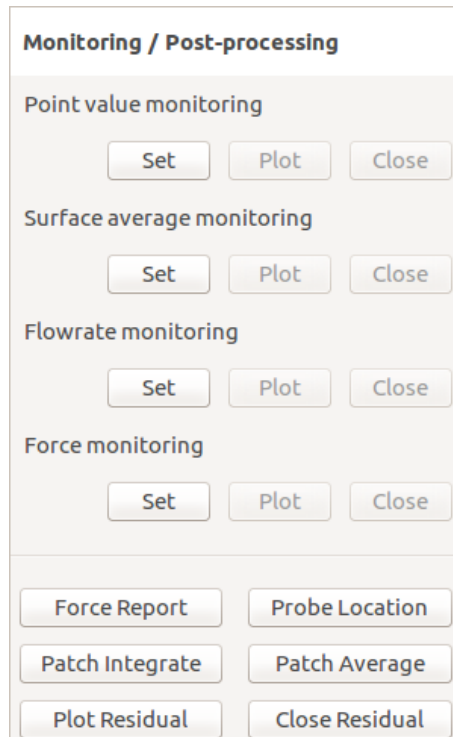 Monitoring / Post-processing
Point value monitoring
Set Plot Close
Surface average monitoring
Set Plot Close
Flowrate monitoring
Set Plot Close
Force monitoring
Set Plot Close
Force Report Probe Location
Patch Integrate Patch Average
Plot Residual Close Residual